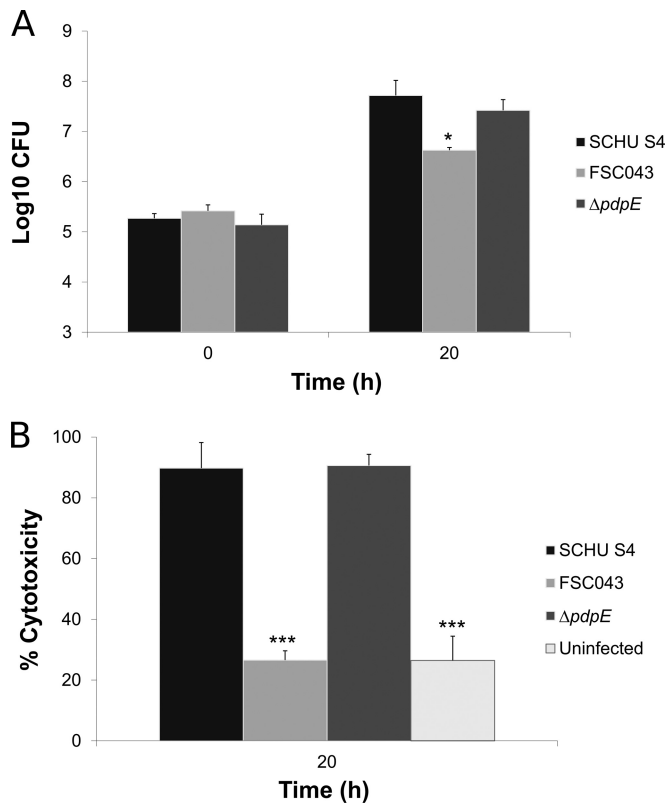 A
9
8
7
6
5
4
3
Log10 CFU
*
0
20
Time (h)
SCHU S4
FSC043
ΔpdpE
B
100
80
60
40
20
0
% Cytotoxicity
***
***
20
Time (h)
SCHU S4
FSC043
ΔpdpE
Uninfected